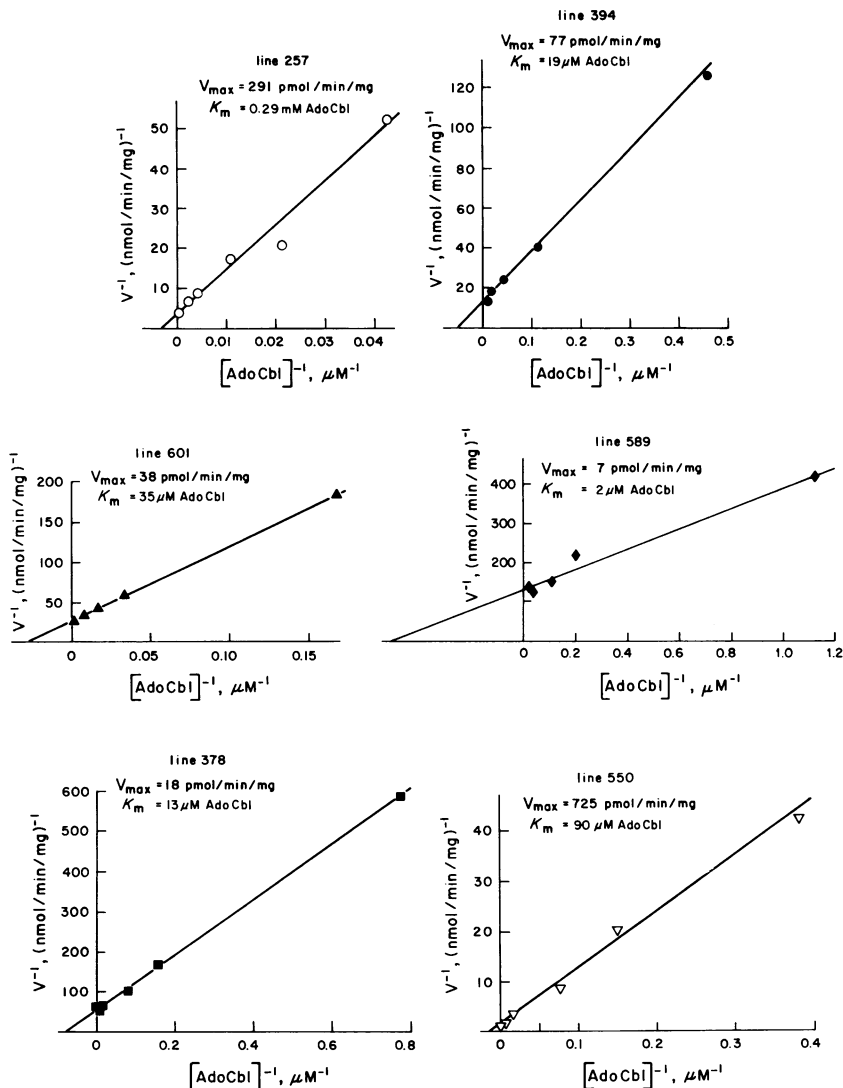 line 257
Vmax = 291 pmol/min/mg
Km = 0.29 mM AdoCbl
V⁻¹, (nmol/min/mg)⁻¹
50
40
30
20
10
0
0.01
0.02
0.03
0.04
[AdoCbl]⁻¹, μM⁻¹
line 394
Vmax = 77 pmol/min/mg
Km = 19 μM AdoCbl
V⁻¹, (nmol/min/mg)⁻¹
120
100
80
60
40
20
0
0.1
0.2
0.3
0.4
0.5
[AdoCbl]⁻¹, μM⁻¹
line 601
Vmax = 38 pmol/min/mg
Km = 35 μM AdoCbl
V⁻¹, (nmol/min/mg)⁻¹
200
150
100
50
0
0.05
0.10
0.15
[AdoCbl]⁻¹, μM⁻¹
line 589
Vmax = 7 pmol/min/mg
Km = 2 μM AdoCbl
V⁻¹, (nmol/min/mg)⁻¹
400
300
200
0
0.2
0.4
0.6
0.8
1.0
1.2
[AdoCbl]⁻¹, μM⁻¹
line 378
Vmax = 18 pmol/min/mg
Km = 13 μM AdoCbl
V⁻¹, (nmol/min/mg)⁻¹
600
500
400
300
200
100
0
0.2
0.4
0.6
0.8
[AdoCbl]⁻¹, μM⁻¹
line 550
Vmax = 725 pmol/min/mg
Km = 90 μM AdoCbl
V⁻¹, (nmol/min/mg)⁻¹
40
30
20
10
0
0.1
0.2
0.3
0.4
[AdoCbl]⁻¹, μM⁻¹